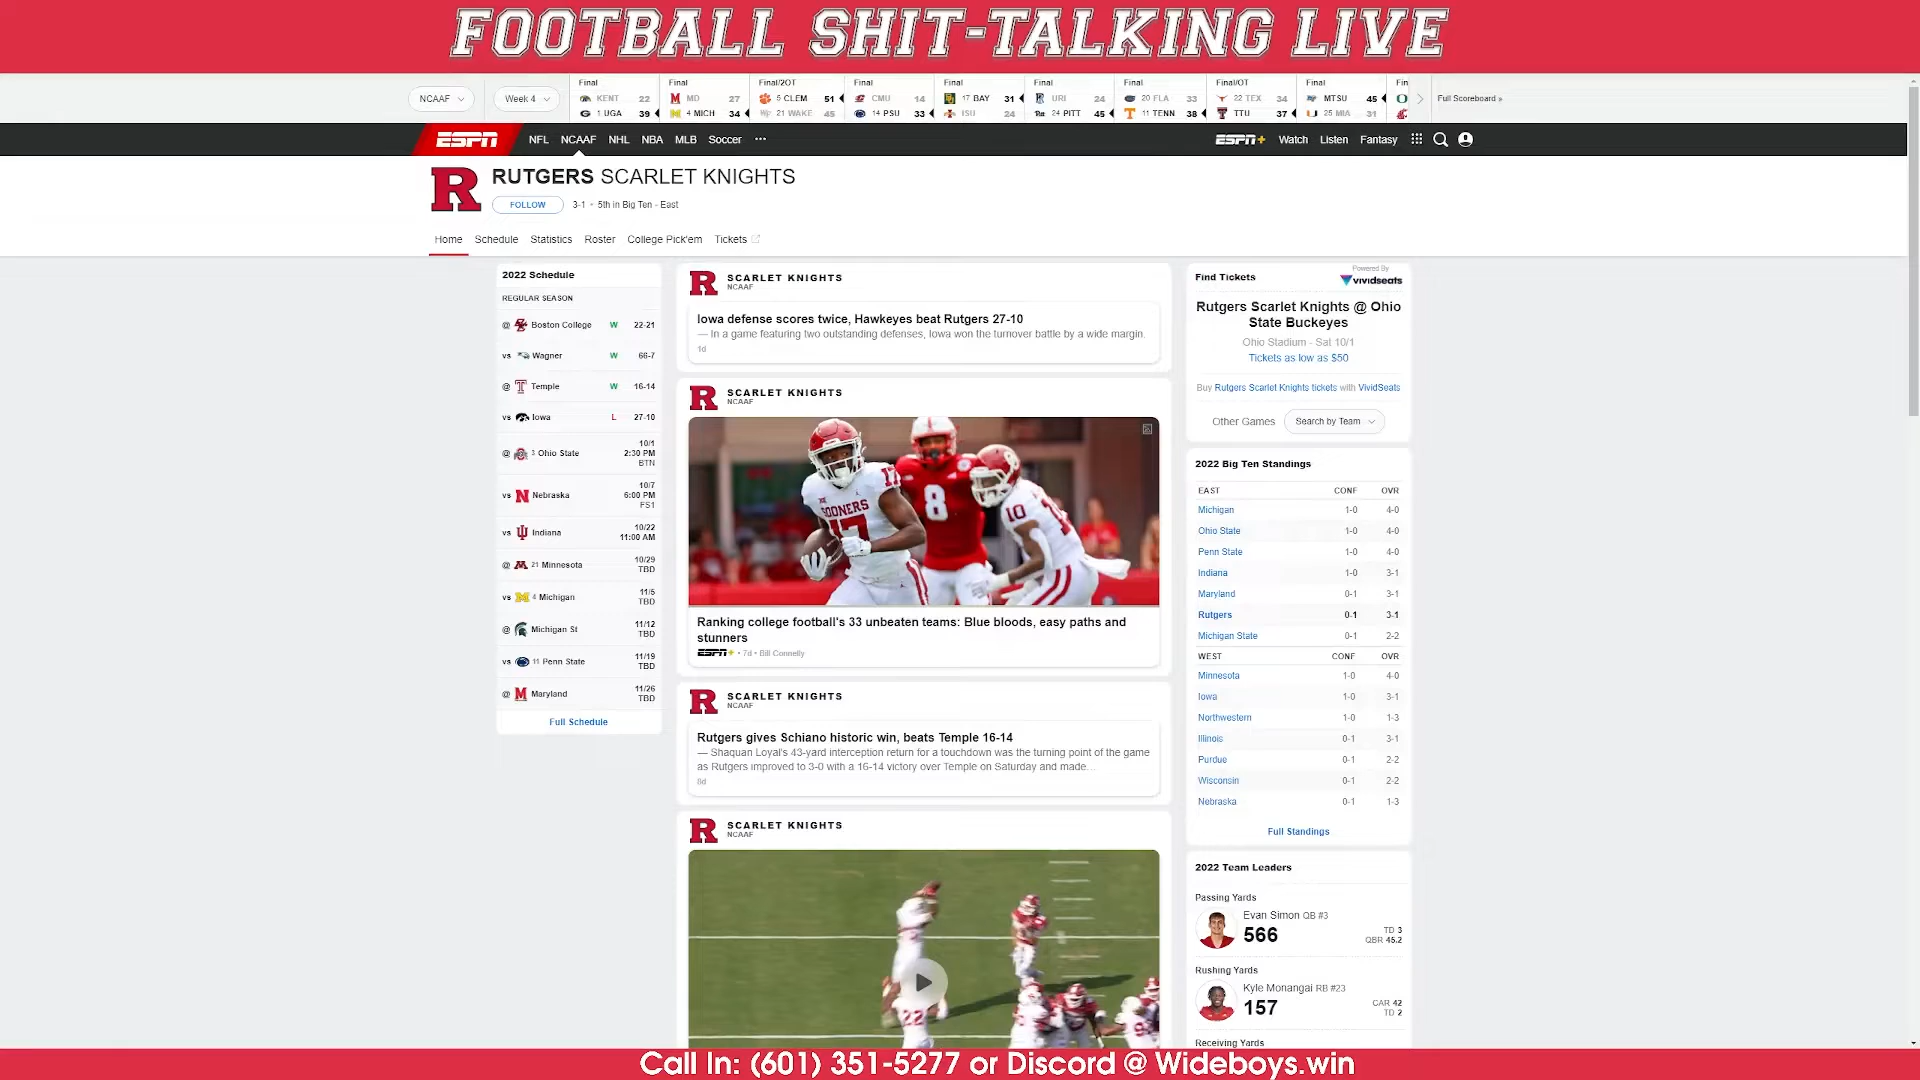 FOOTBALL SHIT-TALKING LIVE
NCAAF
Week 4
Final
KENT 22
1 UGA 39
Final
MD 27
4 MICH 34
Final/2OT
5 CLEM 51
21 WAKE 45
Final
CMU 14
14 PSU 33
Final
17 BAY 31
ISU 24
Final
URI 24
24 PITT 45
Final
20 FLA 33
11 TENN 38
Final/OT
22 TEX 34
TTU 37
Final
MTSU 45
25 MIA 31
Fin
Full Scoreboard »
ESPN
NFL NCAAF NHL NBA MLB Soccer ···
ESPN+ Watch Listen Fantasy
RUTGERS SCARLET KNIGHTS
FOLLOW 3-1 • 5th in Big Ten - East
Home Schedule Statistics Roster College Pick'em Tickets
2022 Schedule
REGULAR SEASON
@ Boston College W 22-21
vs Wagner W 66-7
@ Temple W 16-14
vs Iowa L 27-10
@ 3 Ohio State 10/1 2:30 PM BTN
vs Nebraska 10/7 6:00 PM FS1
vs Indiana 10/22 11:00 AM
@ 21 Minnesota 10/29 TBD
vs 4 Michigan 11/5 TBD
@ Michigan St 11/12 TBD
vs 11 Penn State 11/19 TBD
@ Maryland 11/26 TBD
Full Schedule
SCARLET KNIGHTS
NCAAF
Iowa defense scores twice, Hawkeyes beat Rutgers 27-10
— In a game featuring two outstanding defenses, Iowa won the turnover battle by a wide margin.
1d
SCARLET KNIGHTS
NCAAF
SOONERS
17
8
10
Ranking college football's 33 unbeaten teams: Blue bloods, easy paths and
stunners
ESPN+ • 7d • Bill Connelly
SCARLET KNIGHTS
NCAAF
Rutgers gives Schiano historic win, beats Temple 16-14
— Shaquan Loyal's 43-yard interception return for a touchdown was the turning point of the game
as Rutgers improved to 3-0 with a 16-14 victory over Temple on Saturday and made...
8d
SCARLET KNIGHTS
NCAAF
22
Find Tickets
Powered By
vividseats
Rutgers Scarlet Knights @ Ohio
State Buckeyes
Ohio Stadium - Sat 10/1
Tickets as low as $50
Buy Rutgers Scarlet Knights tickets with VividSeats
Other Games Search by Team
2022 Big Ten Standings
EAST CONF OVR
Michigan 1-0 4-0
Ohio State 1-0 4-0
Penn State 1-0 4-0
Indiana 1-0 3-1
Maryland 0-1 3-1
Rutgers 0-1 3-1
Michigan State 0-1 2-2
WEST CONF OVR
Minnesota 1-0 4-0
Iowa 1-0 3-1
Northwestern 1-0 1-3
Illinois 0-1 3-1
Purdue 0-1 2-2
Wisconsin 0-1 2-2
Nebraska 0-1 1-3
Full Standings
2022 Team Leaders
Passing Yards
Evan Simon QB #3
566
TD 3
QBR 45.2
Rushing Yards
Kyle Monangai RB #23
157
CAR 42
TD 2
Receiving Yards
Call In: (601) 351-5277 or Discord @ Wideboys.win